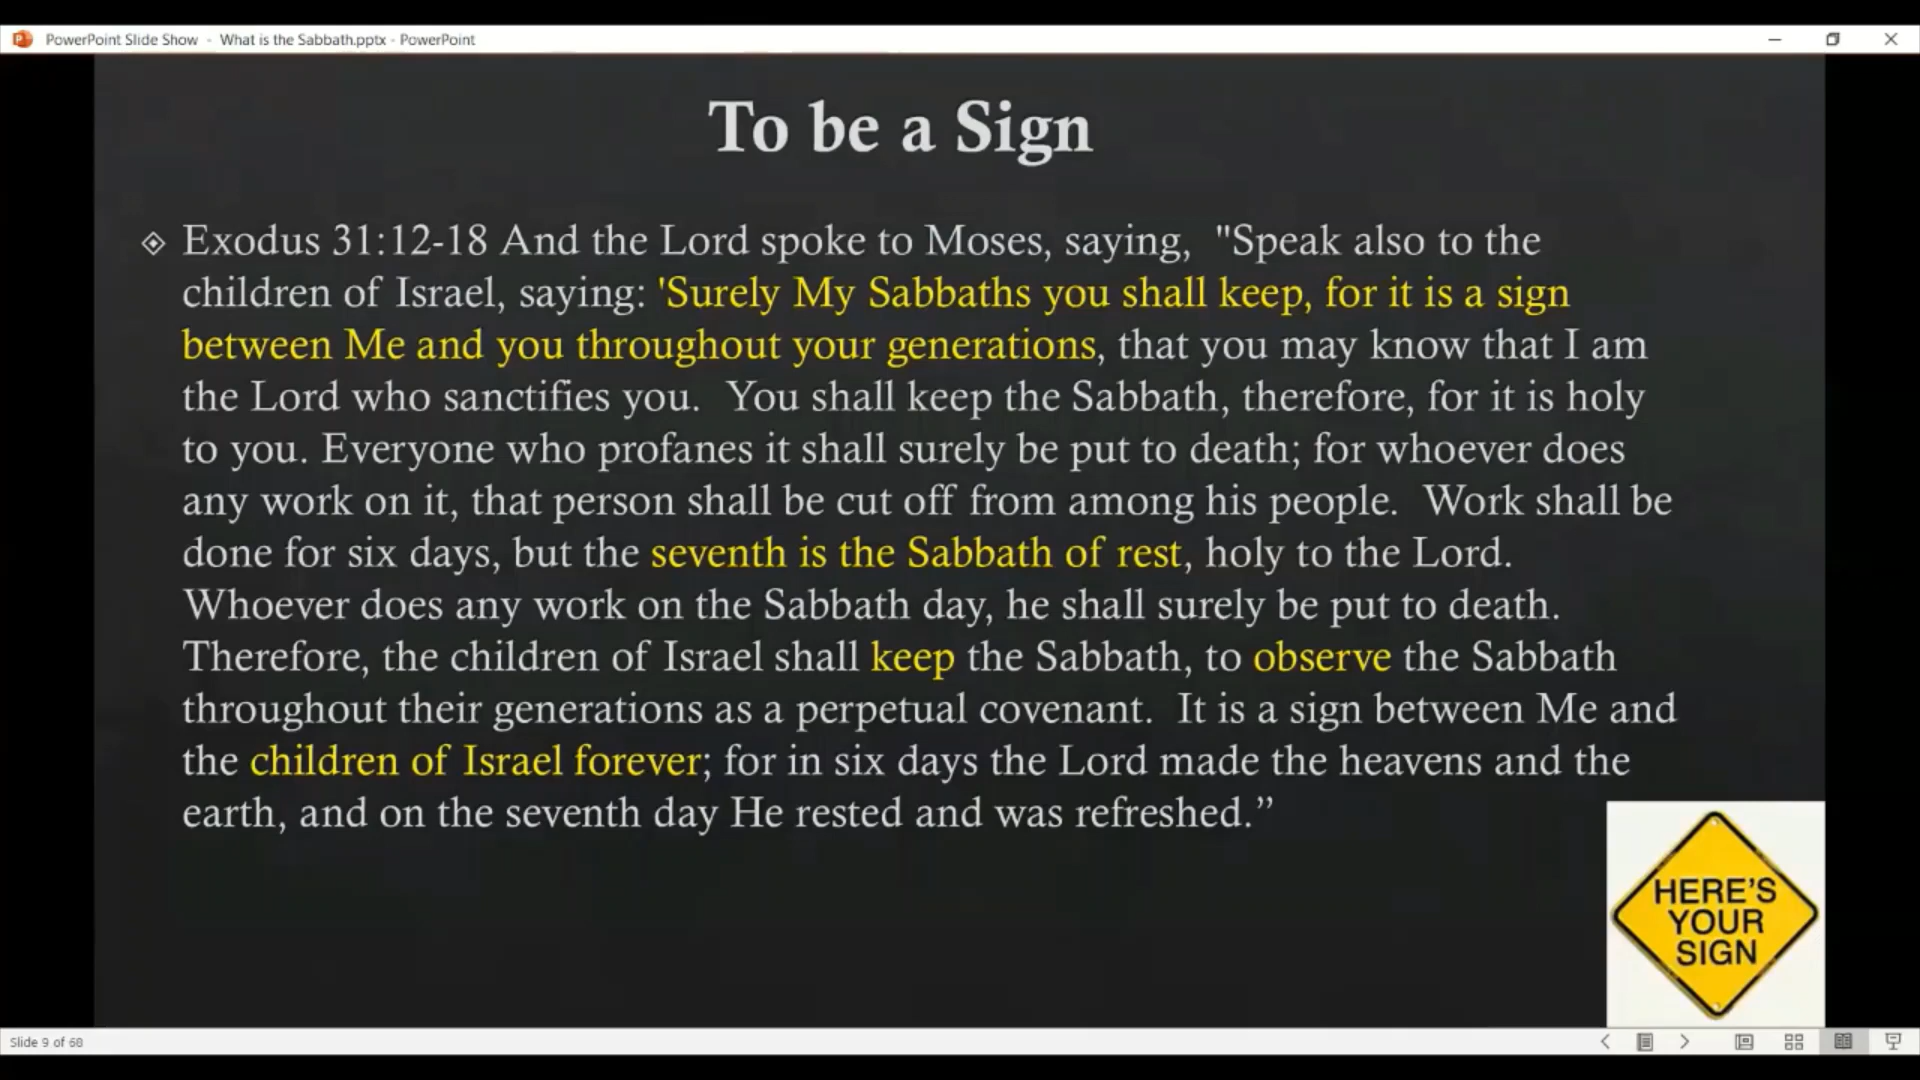 PowerPoint Slide Show - What is the Sabbath.pptx - PowerPoint
To be a Sign
Exodus 31:12-18 And the Lord spoke to Moses, saying, "Speak also to the
children of Israel, saying: 'Surely My Sabbaths you shall keep, for it is a sign
between Me and you throughout your generations, that you may know that I am
the Lord who sanctifies you. You shall keep the Sabbath, therefore, for it is holy
to you. Everyone who profanes it shall surely be put to death; for whoever does
any work on it, that person shall be cut off from among his people. Work shall be
done for six days, but the seventh is the Sabbath of rest, holy to the Lord.
Whoever does any work on the Sabbath day, he shall surely be put to death.
Therefore, the children of Israel shall keep the Sabbath, to observe the Sabbath
throughout their generations as a perpetual covenant. It is a sign between Me and
the children of Israel forever; for in six days the Lord made the heavens and the
earth, and on the seventh day He rested and was refreshed.”
HERE'S
YOUR
SIGN
Slide 9 of 68